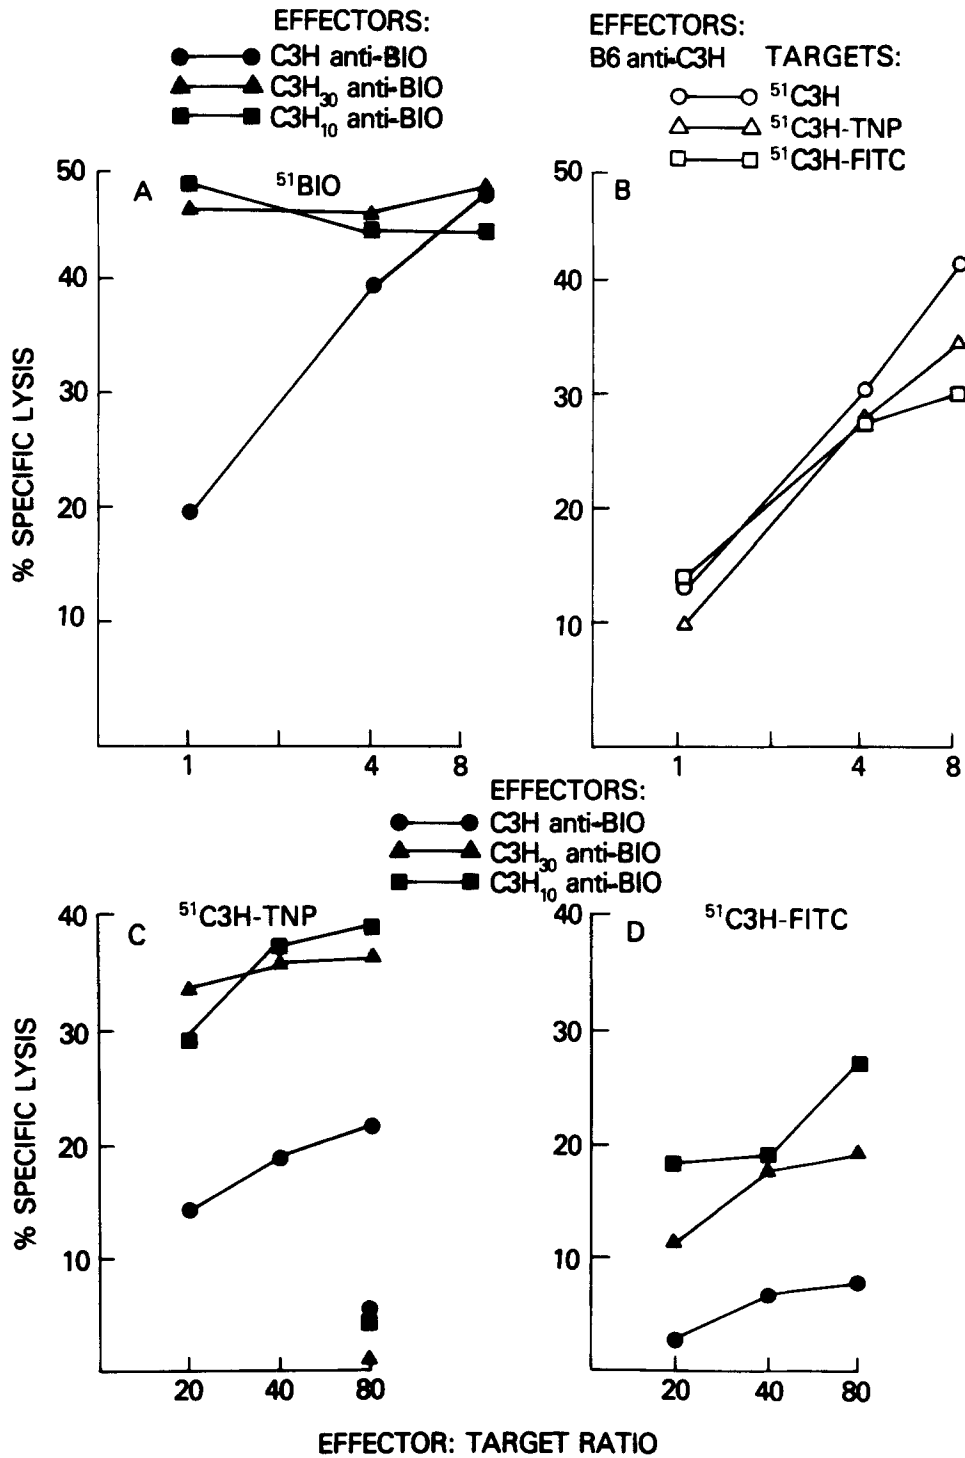 EFFECTORS:
C3H anti-BIO
C3H30 anti-BIO
C3H10 anti-BIO
EFFECTORS:
B6 anti-C3H TARGETS:
51C3H
51C3H-TNP
51C3H-FITC
A
51BIO
50
40
30
20
10
% SPECIFIC LYSIS
1 4 8
B
50
40
30
20
10
1 4 8
EFFECTORS:
C3H anti-BIO
C3H30 anti-BIO
C3H10 anti-BIO
C
51C3H-TNP
40
30
20
10
% SPECIFIC LYSIS
20 40 80
D
51C3H-FITC
40
30
20
10
20 40 80
EFFECTOR: TARGET RATIO